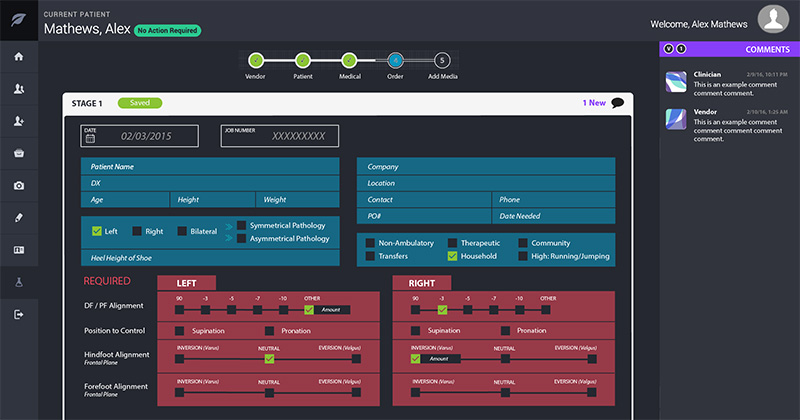 CURRENT PATIENT
Mathews, Alex No Action Required
Welcome, Alex Mathews
V 1 COMMENTS
4 5
Vendor Patient Medical Order Add Media
Clinician 2/9/16, 10:11 PM
This is an example comment
comment comment.
Vendor 2/10/16, 1:25 AM
This is an example comment
comment comment comment
comment.
STAGE 1 Saved 1 New
DATE 02/03/2015 JOB NUMBER XXXXXXXXX
Patient Name
DX
Age Height Weight
Company
Location
Contact Phone
PO# Date Needed
Left Right Bilateral > Symmetrical Pathology
> Asymmetrical Pathology
Heel Height of Shoe
Non-Ambulatory Therapeutic Community
Transfers Household High: Running/Jumping
REQUIRED LEFT RIGHT
90 -3 -5 -7 -10 OTHER 90 -3 -5 -7 -10 OTHER
DF / PF Alignment Amount
Position to Control Supination Pronation Supination Pronation
INVERSION (Varus) NEUTRAL EVERSION (Valgus) INVERSION (Varus) NEUTRAL EVERSION (Valgus)
Hindfoot Alignment Amount
Frontal Plane
INVERSION (Varus) NEUTRAL EVERSION (Valgus) INVERSION (Varus) NEUTRAL EVERSION (Valgus)
Forefoot Alignment
Frontal Plane